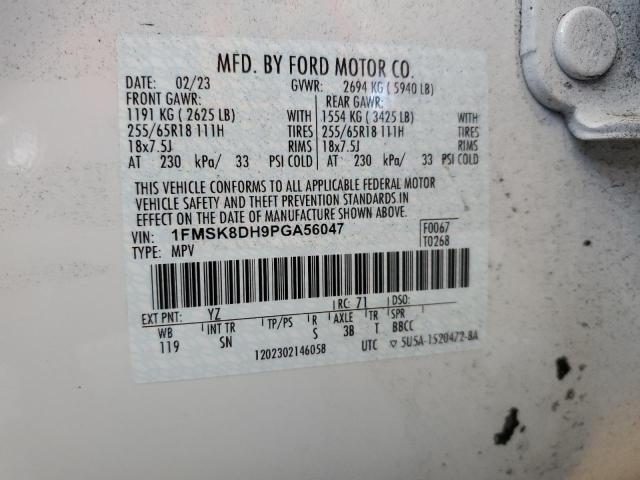 MFD. BY FORD MOTOR CO.
DATE: 02/23 GVWR: 2694 KG ( 5940 LB)
FRONT GAWR: REAR GAWR:
1191 KG ( 2625 LB) 1554 KG ( 3425 LB)
255/65R18 111H TIRES 255/65R18 111H TIRES
18x7.5J RIMS 18x7.5J RIMS
AT 230 kPa/ 33 PSI COLD AT 230 kPa/ 33 PSI COLD
THIS VEHICLE CONFORMS TO ALL APPLICABLE FEDERAL MOTOR
VEHICLE SAFETY AND THEFT PREVENTION STANDARDS IN
EFFECT ON THE DATE OF MANUFACTURE SHOWN ABOVE.
VIN: 1FMSK8DH9PGA56047 F0067
TYPE: MPV T0268
EXT PNT: YZ RC: 71 DSO:
WB INT TR TP/PS R AXLE TR SPR
119 SN S 3B T BBCC
1202302146058 UTC ▽ 5U5A-1520472-BA